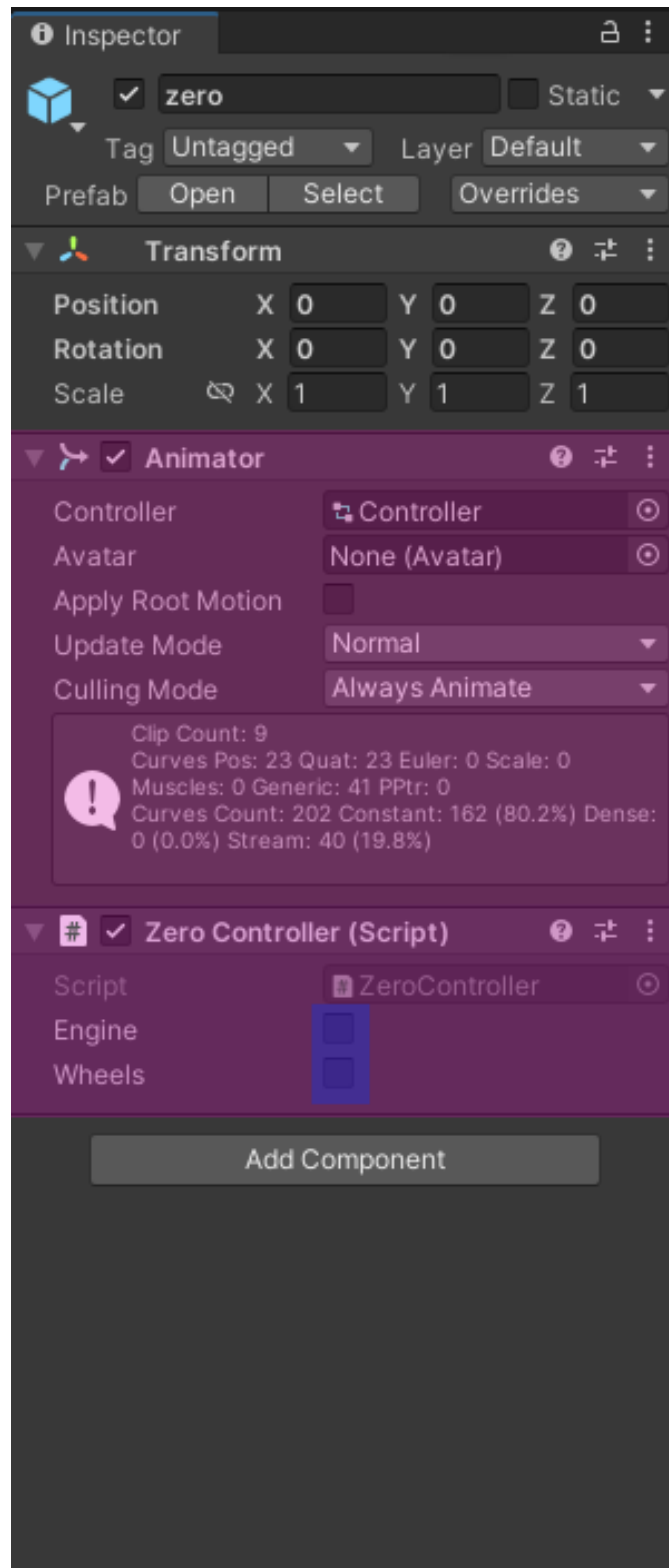 Inspector
zero Static
Tag Untagged Layer Default
Prefab Open Select Overrides
Transform
Position X 0 Y 0 Z 0
Rotation X 0 Y 0 Z 0
Scale X 1 Y 1 Z 1
Animator
Controller Controller
Avatar None (Avatar)
Apply Root Motion
Update Mode Normal
Culling Mode Always Animate
Clip Count: 9
Curves Pos: 23 Quat: 23 Euler: 0 Scale: 0
Muscles: 0 Generic: 41 PPtr: 0
Curves Count: 202 Constant: 162 (80.2%) Dense:
0 (0.0%) Stream: 40 (19.8%)
# Zero Controller (Script)
Script # ZeroController
Engine
Wheels
Add Component